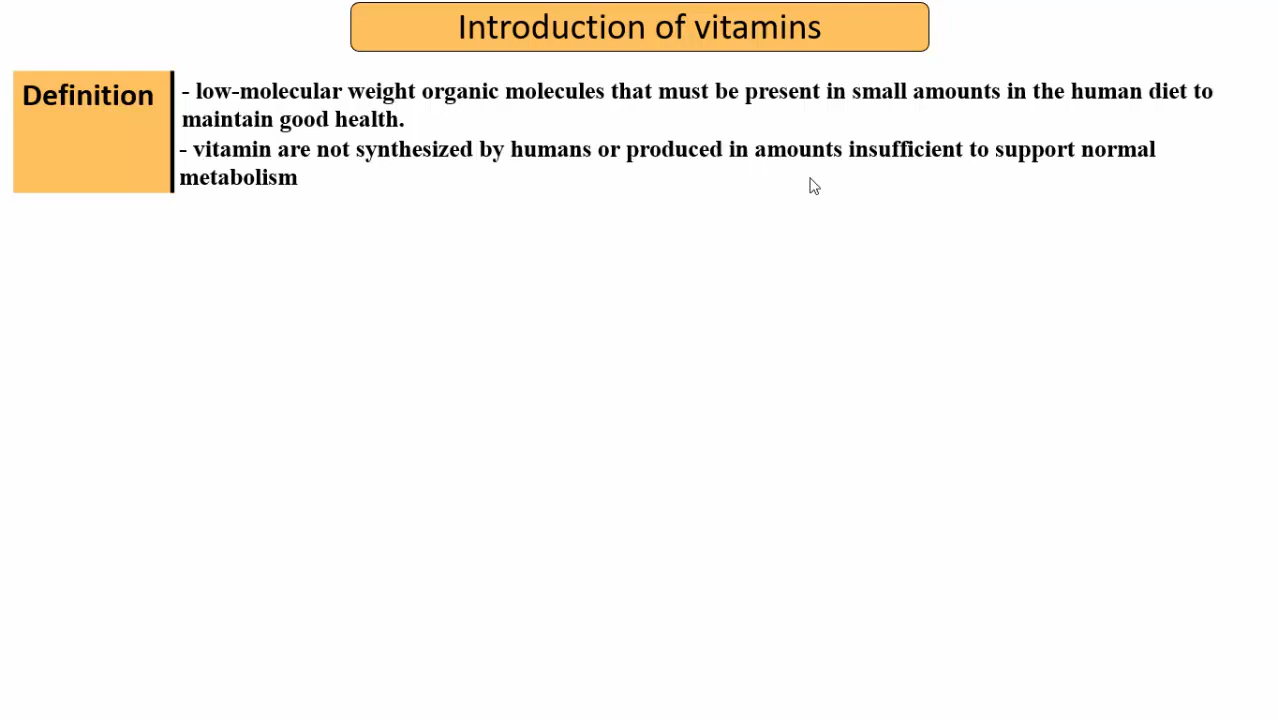 Introduction of vitamins
Definition
- low-molecular weight organic molecules that must be present in small amounts in the human diet to
maintain good health.
- vitamin are not synthesized by humans or produced in amounts insufficient to support normal
metabolism